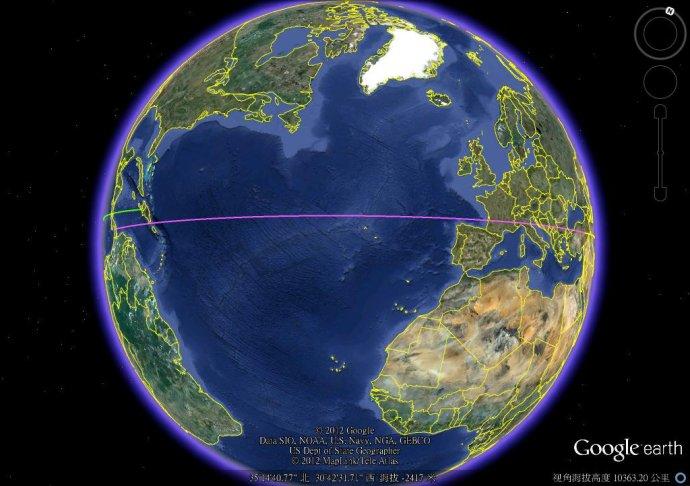 N
© 2012 Google
Data SIO, NOAA, U.S. Navy, NGA, GEBCO
US Dept of State Geographer
© 2012 MapLink/Tele Atlas
Google earth
35°14'40.77" 北 30°42'31.71" 西 海拔 -2417 米 视角海拔高度 10363.20 公里